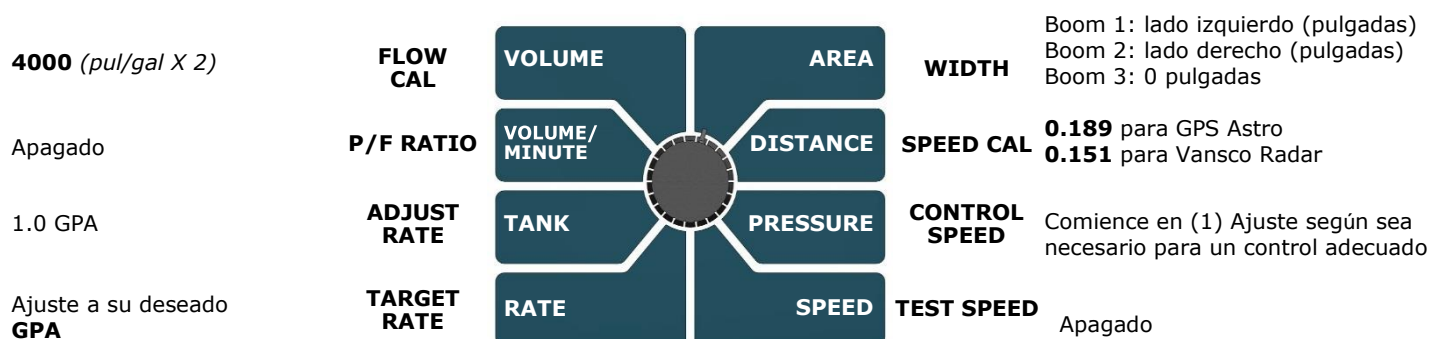 4000 (pul/gal X 2)
FLOW
CAL
VOLUME
AREA
WIDTH
Boom 1: lado izquierdo (pulgadas)
Boom 2: lado derecho (pulgadas)
Boom 3: 0 pulgadas
Apagado
P/F RATIO
VOLUME/
MINUTE
DISTANCE
SPEED CAL
0.189 para GPS Astro
0.151 para Vansco Radar
1.0 GPA
ADJUST
RATE
TANK
PRESSURE
CONTROL
SPEED
Comience en (1) Ajuste según sea
necesario para un control adecuado
Ajuste a su deseado
GPA
TARGET
RATE
RATE
SPEED
TEST SPEED
Apagado